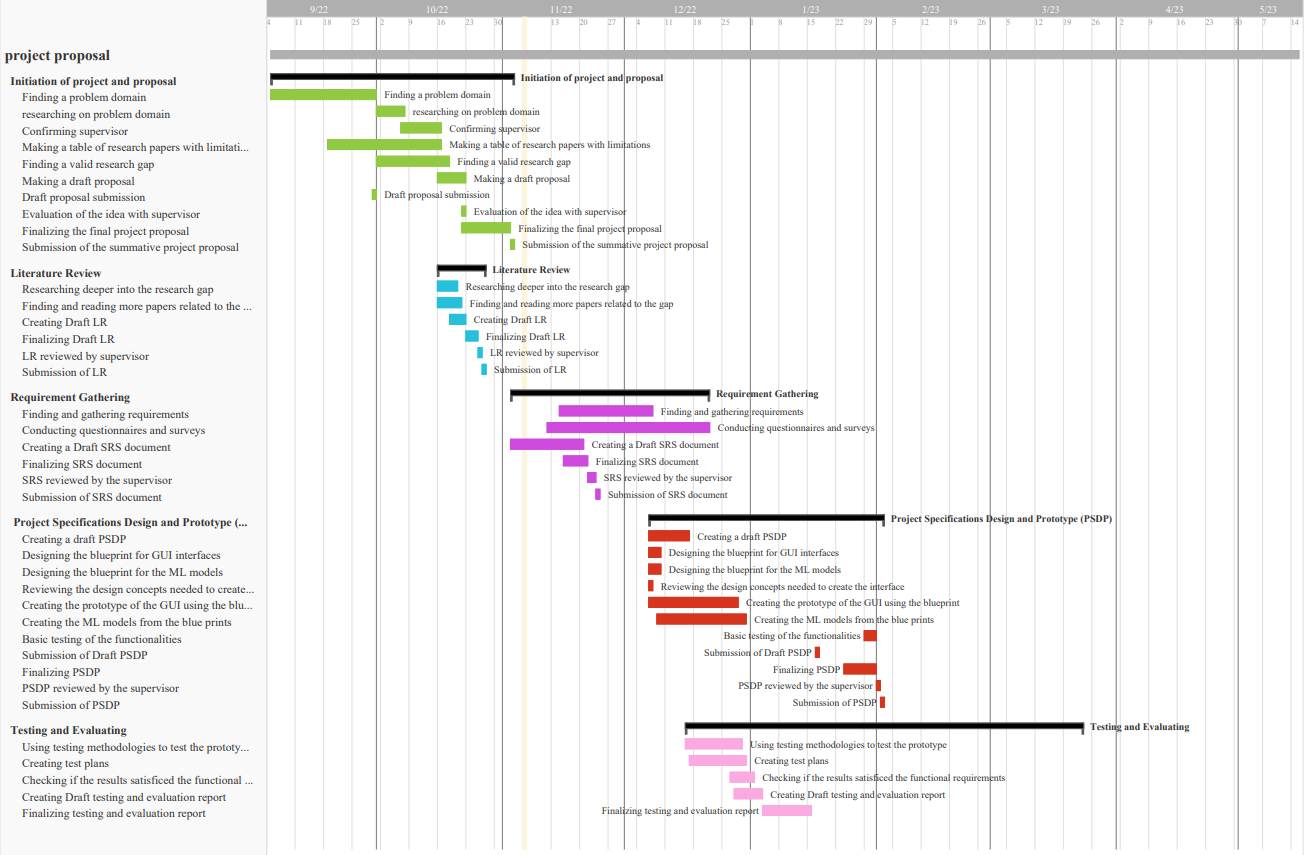 9/22 10/22 11/22 12/22 1/23 2/23 3/23 4/23 5/23
4 11 18 25 2 9 16 23 30 6 13 20 27 4 11 18 25 1 8 15 22 29 5 12 19 26 5 12 19 26 2 9 16 23 30 7 14
project proposal
Initiation of project and proposal Initiation of project and proposal
Finding a problem domain Finding a problem domain
researching on problem domain researching on problem domain
Confirming supervisor Confirming supervisor
Making a table of research papers with limitati... Making a table of research papers with limitations
Finding a valid research gap Finding a valid research gap
Making a draft proposal Making a draft proposal
Draft proposal submission Draft proposal submission
Evaluation of the idea with supervisor Evaluation of the idea with supervisor
Finalizing the final project proposal Finalizing the final project proposal
Submission of the summative project proposal Submission of the summative project proposal
Literature Review Literature Review
Researching deeper into the research gap Researching deeper into the research gap
Finding and reading more papers related to the ... Finding and reading more papers related to the gap
Creating Draft LR Creating Draft LR
Finalizing Draft LR Finalizing Draft LR
LR reviewed by supervisor LR reviewed by supervisor
Submission of LR Submission of LR
Requirement Gathering Requirement Gathering
Finding and gathering requirements Finding and gathering requirements
Conducting questionnaires and surveys Conducting questionnaires and surveys
Creating a Draft SRS document Creating a Draft SRS document
Finalizing SRS document Finalizing SRS document
SRS reviewed by the supervisor SRS reviewed by the supervisor
Submission of SRS document Submission of SRS document
Project Specifications Design and Prototype (... Project Specifications Design and Prototype (PSDP)
Creating a draft PSDP Creating a draft PSDP
Designing the blueprint for GUI interfaces Designing the blueprint for GUI interfaces
Designing the blueprint for the ML models Designing the blueprint for the ML models
Reviewing the design concepts needed to create... Reviewing the design concepts needed to create the interface
Creating the prototype of the GUI using the blu... Creating the prototype of the GUI using the blueprint
Creating the ML models from the blue prints Creating the ML models from the blue prints
Basic testing of the functionalities Basic testing of the functionalities
Submission of Draft PSDP Submission of Draft PSDP
Finalizing PSDP Finalizing PSDP
PSDP reviewed by the supervisor PSDP reviewed by the supervisor
Submission of PSDP Submission of PSDP
Testing and Evaluating Testing and Evaluating
Using testing methodologies to test the prototy... Using testing methodologies to test the prototype
Creating test plans Creating test plans
Checking if the results satisficed the functional ... Checking if the results satisficed the functional requirements
Creating Draft testing and evaluation report Creating Draft testing and evaluation report
Finalizing testing and evaluation report Finalizing testing and evaluation report